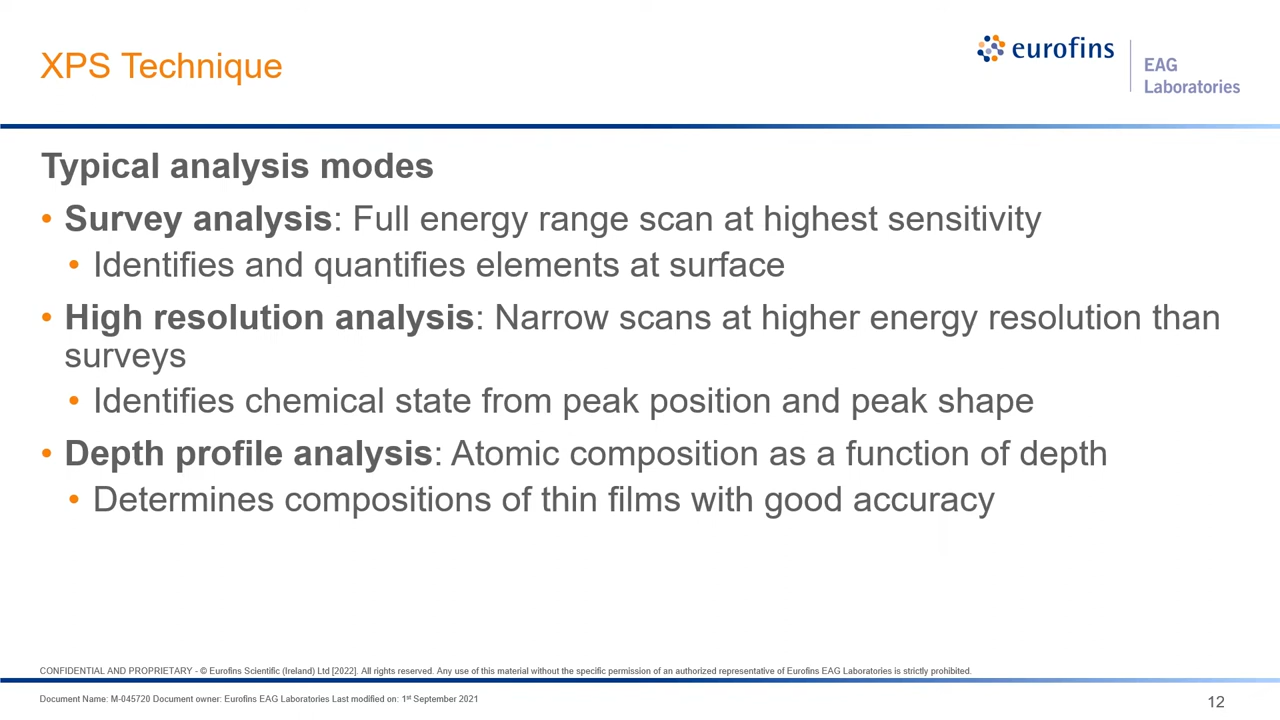 XPS Technique
eurofins
EAG
Laboratories
Typical analysis modes
• Survey analysis: Full energy range scan at highest sensitivity
• Identifies and quantifies elements at surface
• High resolution analysis: Narrow scans at higher energy resolution than
surveys
• Identifies chemical state from peak position and peak shape
• Depth profile analysis: Atomic composition as a function of depth
• Determines compositions of thin films with good accuracy
CONFIDENTIAL AND PROPRIETARY - © Eurofins Scientific (Ireland) Ltd [2022]. All rights reserved. Any use of this material without the specific permission of an authorized representative of Eurofins EAG Laboratories is strictly prohibited.
Document Name: M-045720 Document owner: Eurofins EAG Laboratories Last modified on: 1st September 2021
12